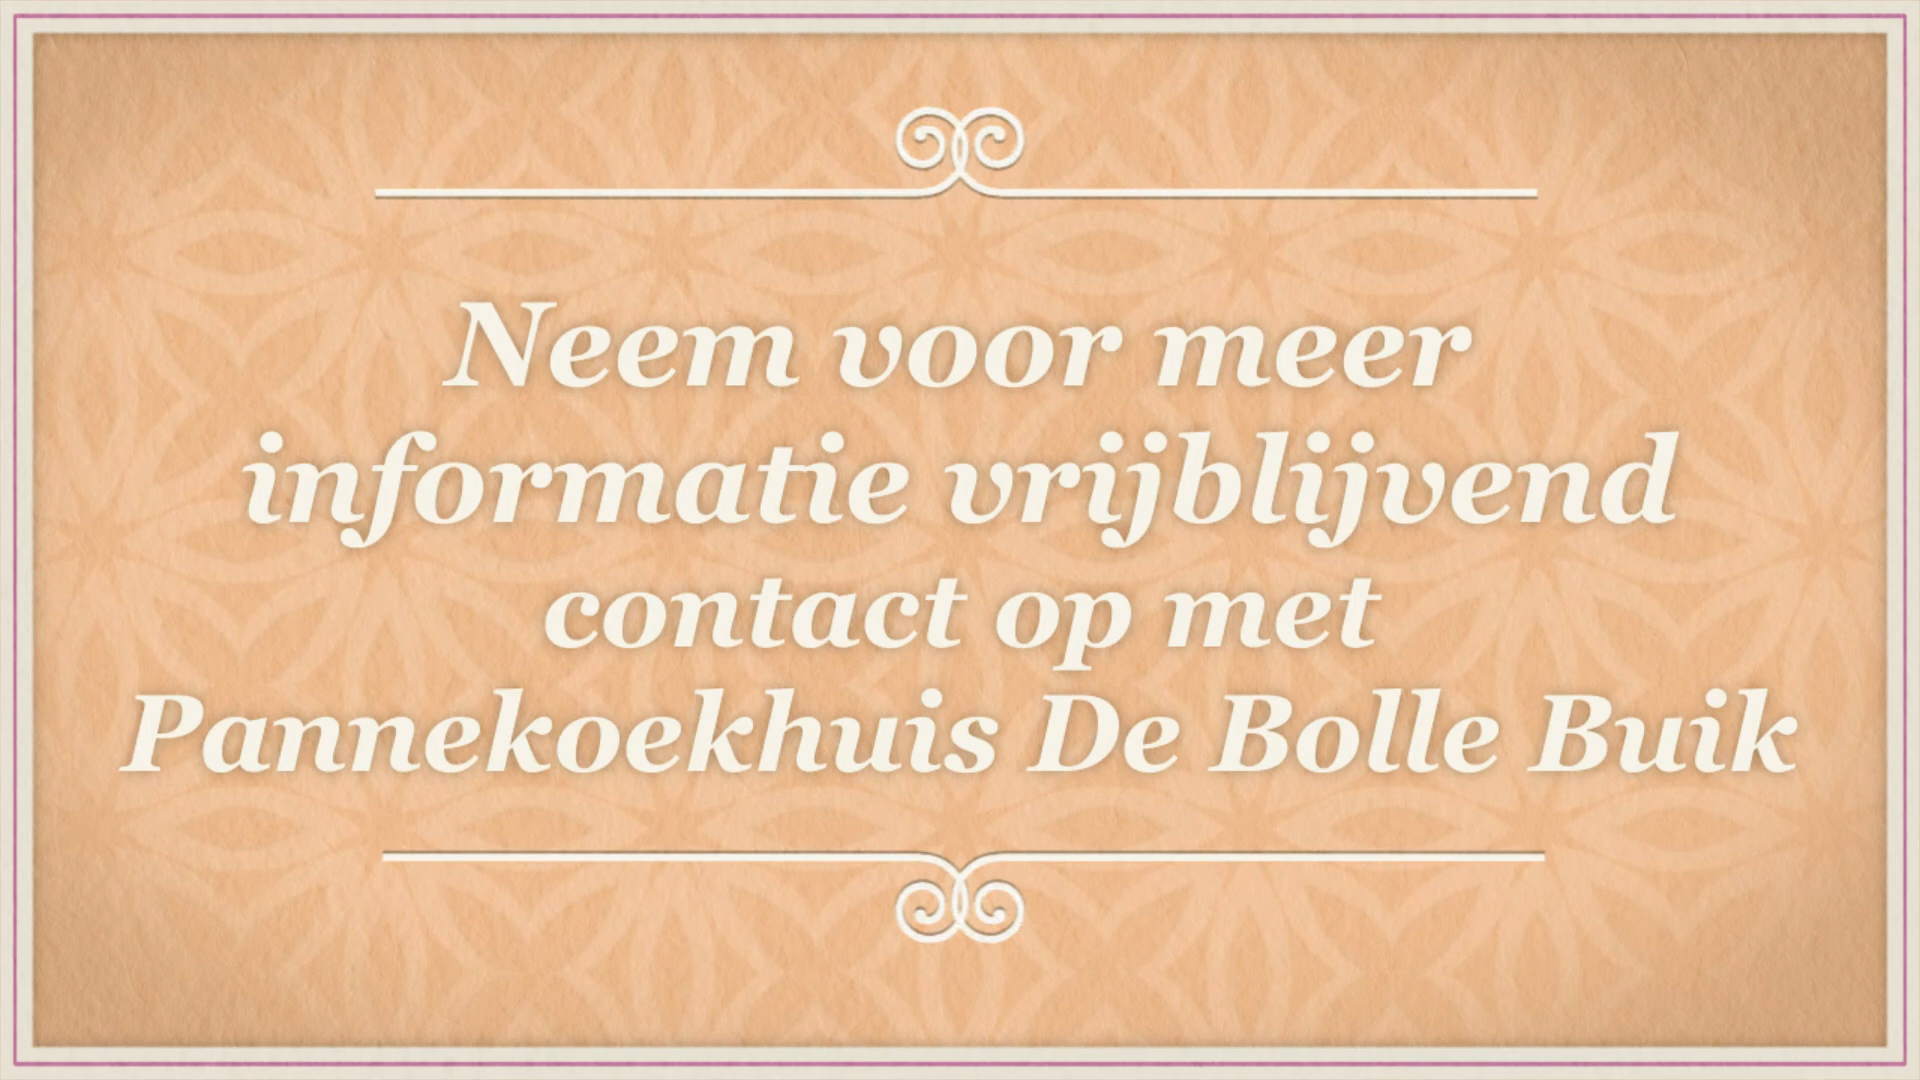 Neem voor meer
informatie vrijblijvend
contact op met
Pannekoekhuis De Bolle Buik